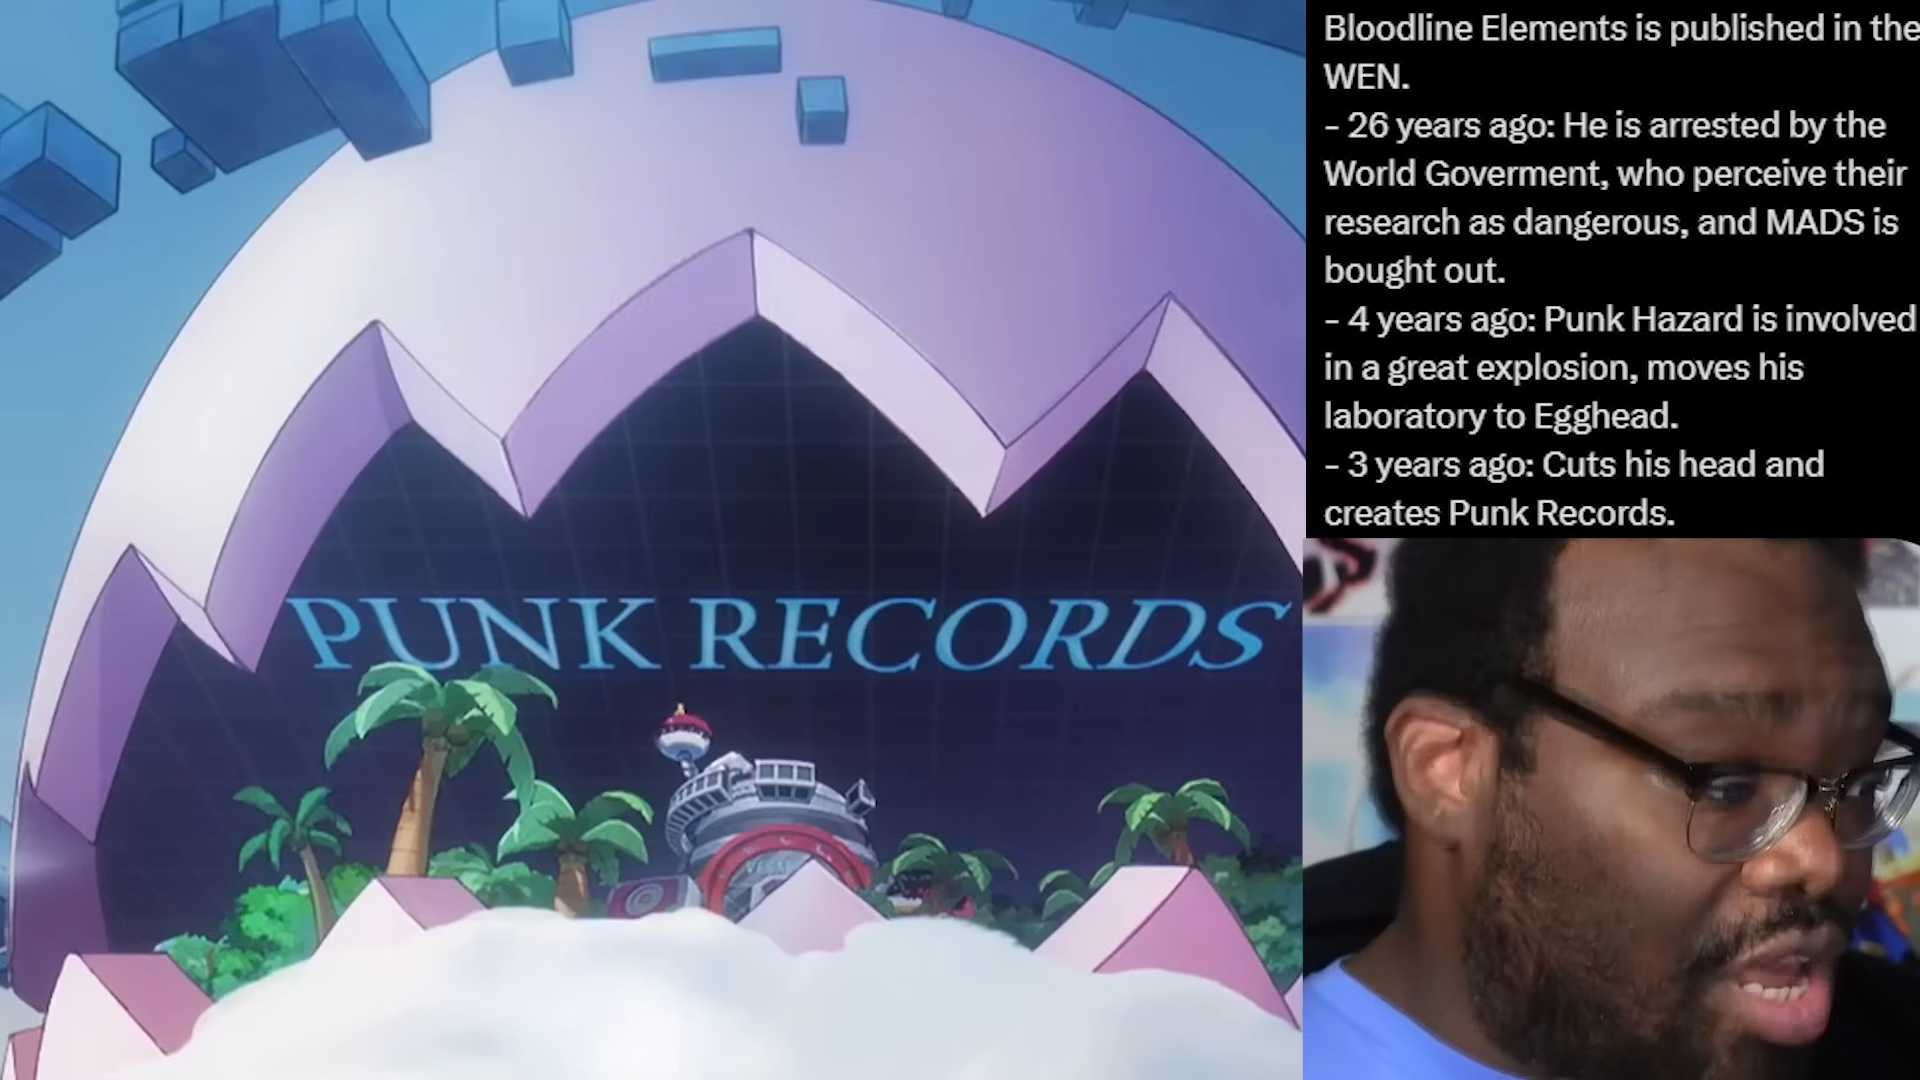 Bloodline Elements is published in the
WEN.
- 26 years ago: He is arrested by the
World Goverment, who perceive their
research as dangerous, and MADS is
bought out.
- 4 years ago: Punk Hazard is involved
in a great explosion, moves his
laboratory to Egghead.
- 3 years ago: Cuts his head and
creates Punk Records.
PUNK RECORDS